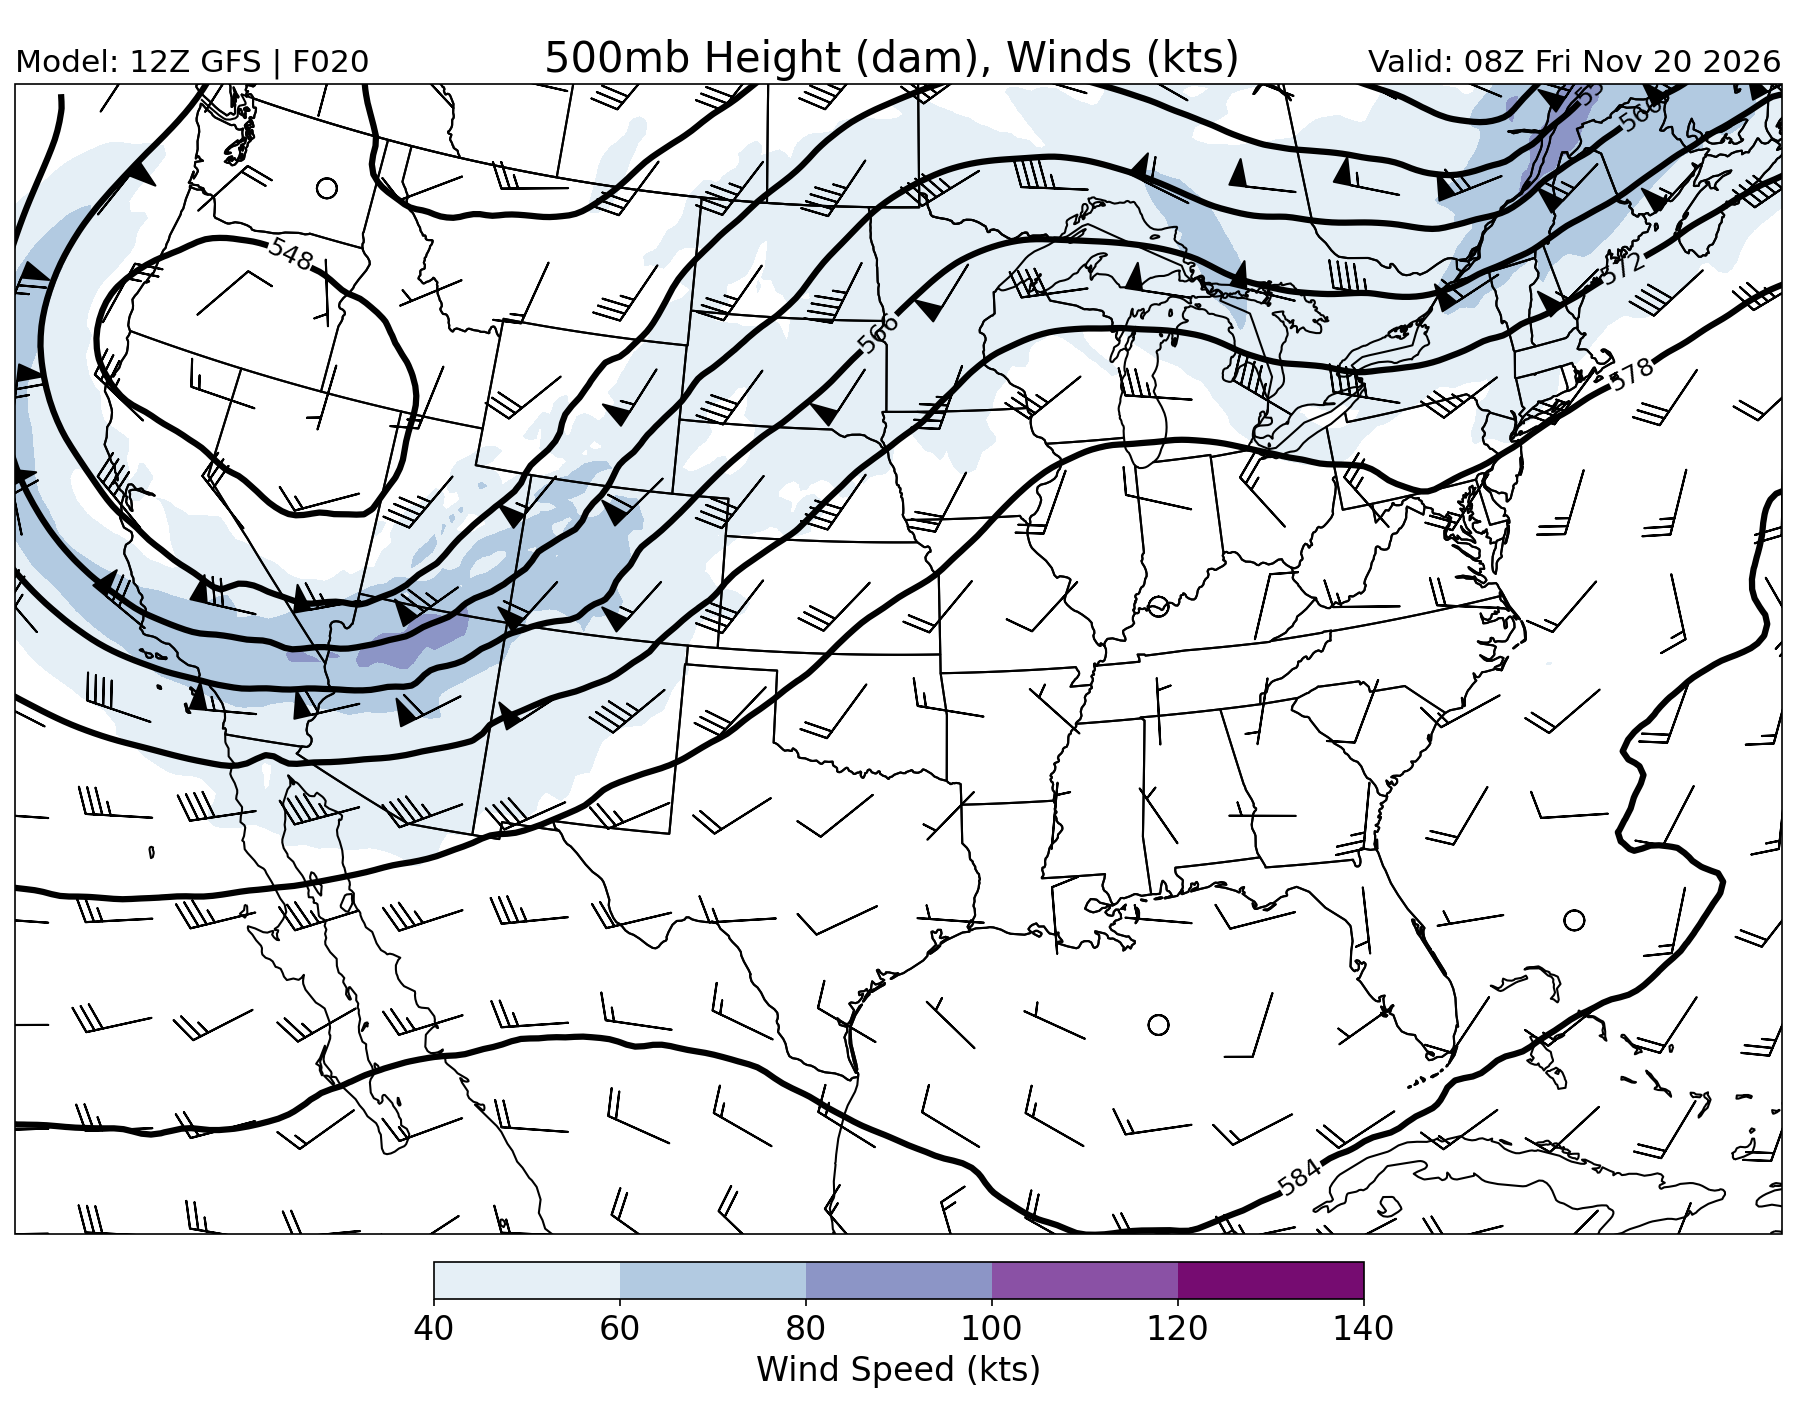 500mb Height (dam), Winds (kts)
Model: 12Z GFS | F020
Valid: 08Z Fri Nov 20 2026
548
566
572
578
584
40 60 80 100 120 140
Wind Speed (kts)